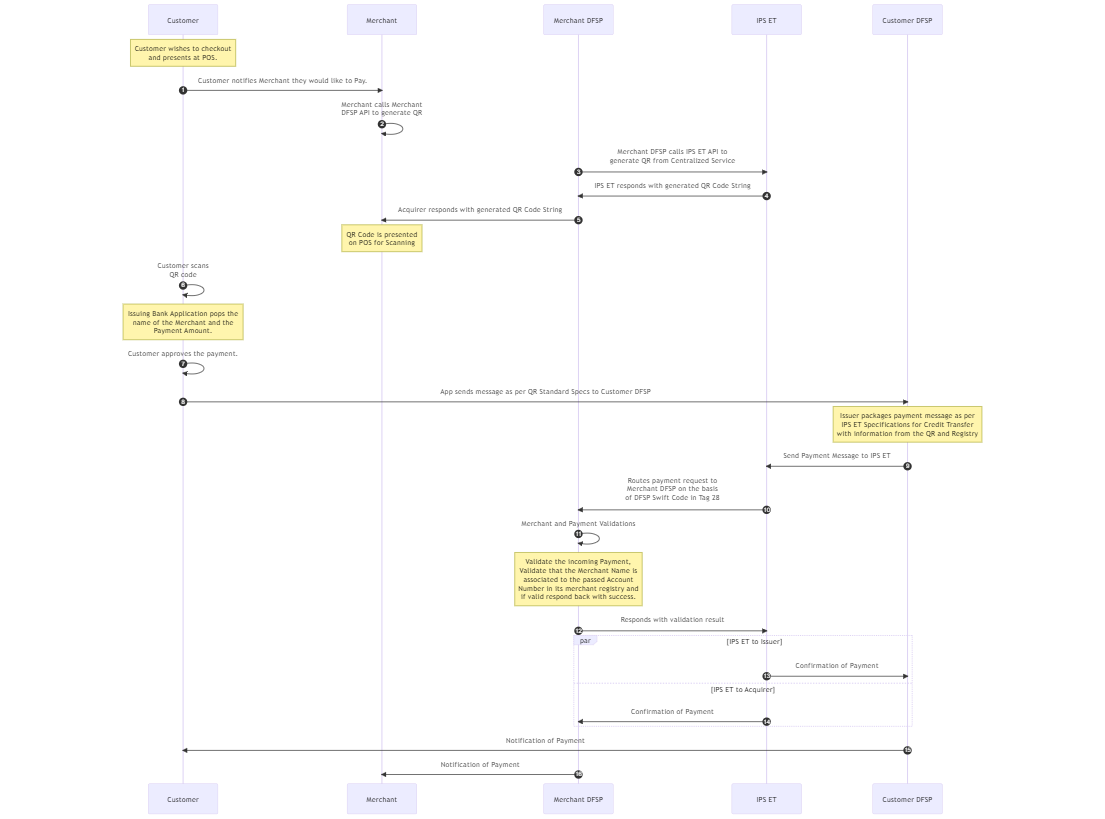 Customer
Merchant
Merchant DFSP
IPS ET
Customer DFSP
Customer wishes to checkout
and presents at POS.
Customer notifies Merchant they would like to Pay.
1
Merchant calls Merchant
DFSP API to generate QR
2
Merchant DFSP calls IPS ET API to
generate QR from Centralized Service
3
IPS ET responds with generated QR Code String
4
Acquirer responds with generated QR Code String
5
QR Code is presented
on POS for Scanning
Customer scans
QR code
6
Issuing Bank Application pops the
name of the Merchant and the
Payment Amount.
Customer approves the payment.
7
App sends message as per QR Standard Specs to Customer DFSP
8
Issuer packages payment message as per
IPS ET Specifications for Credit Transfer
with information from the QR and Registry
Send Payment Message to IPS ET
9
Routes payment request to
Merchant DFSP on the basis
of DFSP Swift Code in Tag 28
10
Merchant and Payment Validations
11
Validate the incoming Payment,
Validate that the Merchant Name is
associated to the passed Account
Number in its merchant registry and
if valid respond back with success.
Responds with validation result
12
par
[IPS ET to Issuer]
Confirmation of Payment
13
[IPS ET to Acquirer]
Confirmation of Payment
14
Notification of Payment
15
Notification of Payment
16
Customer
Merchant
Merchant DFSP
IPS ET
Customer DFSP